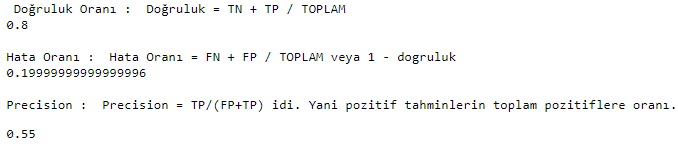 Doğruluk Oranı :  Doğruluk = TN + TP / TOPLAM
0.8
Hata Oranı :  Hata Oranı = FN + FP / TOPLAM veya 1 - dogruluk
0.19999999999999996
Precision :  Precision = TP/(FP+TP) idi. Yani pozitif tahminlerin toplam pozitiflere oranı.
0.55